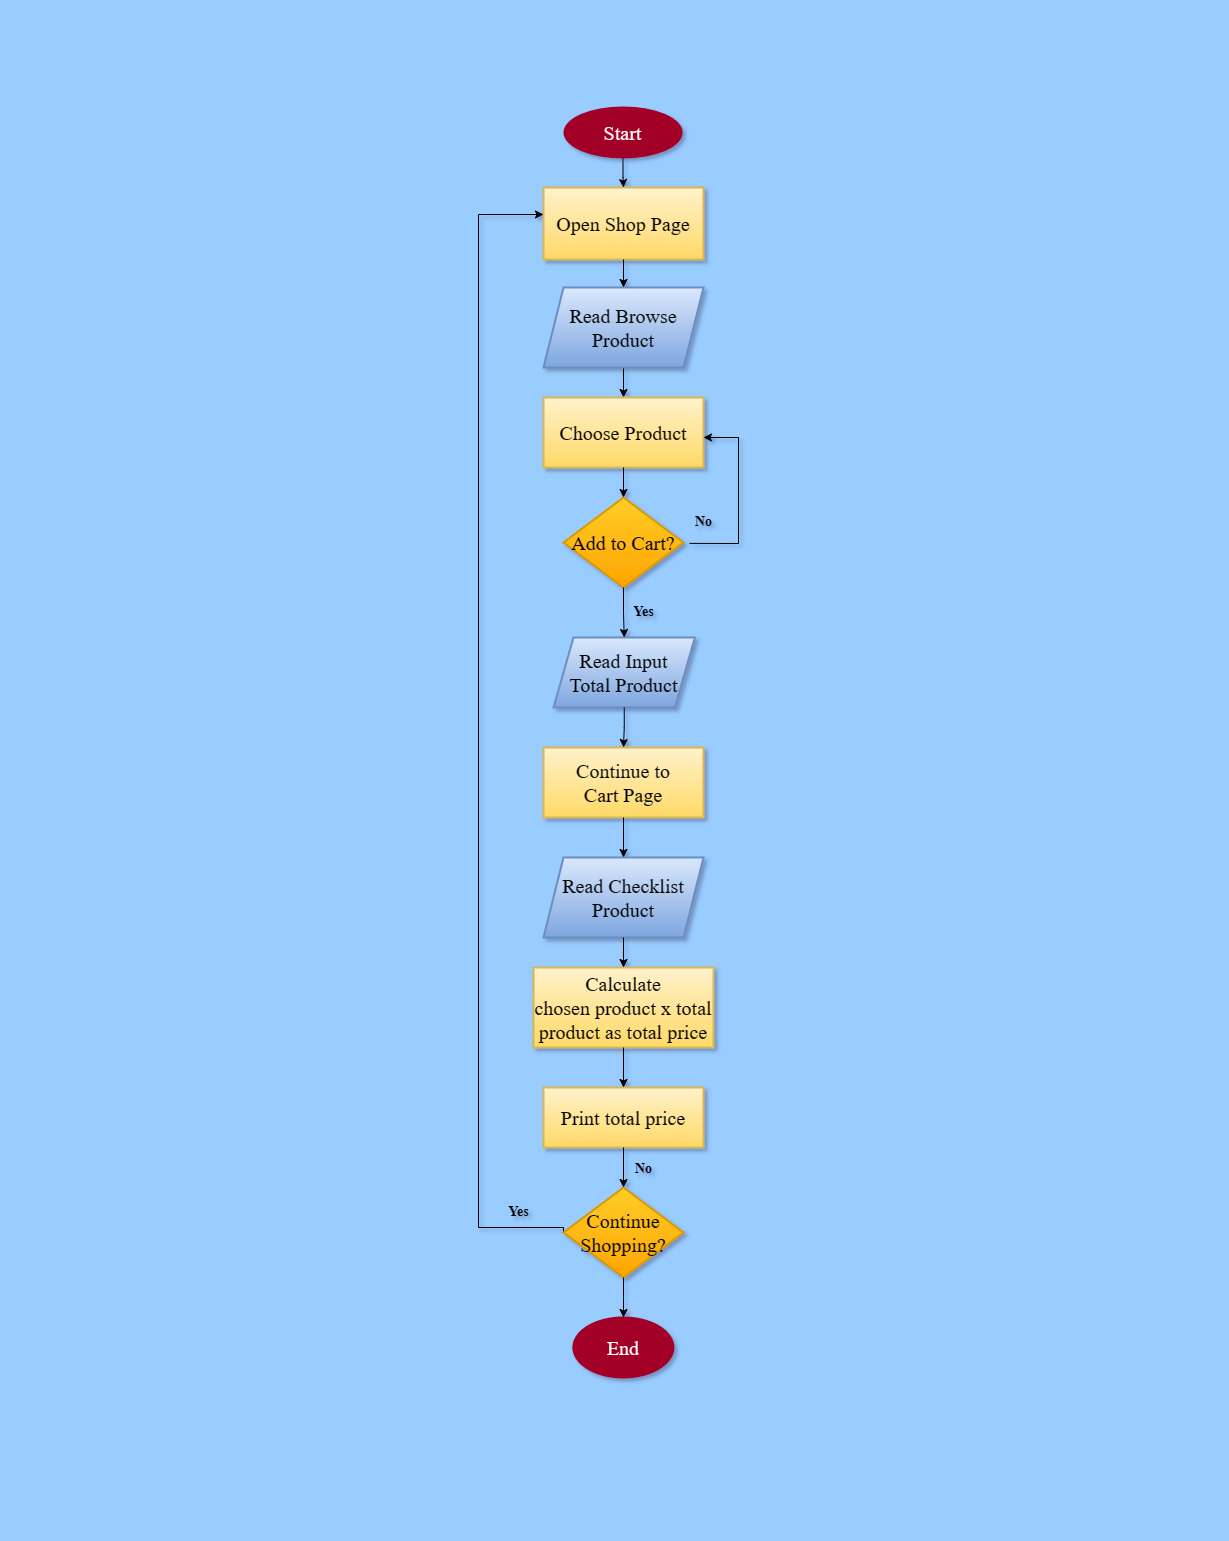 Start
Open Shop Page
Read Browse
Product
Choose Product
Add to Cart?
No
Yes
Read Input
Total Product
Continue to
Cart Page
Read Checklist
Product
Calculate
chosen product x total
product as total price
Print total price
No
Continue
Shopping?
Yes
End